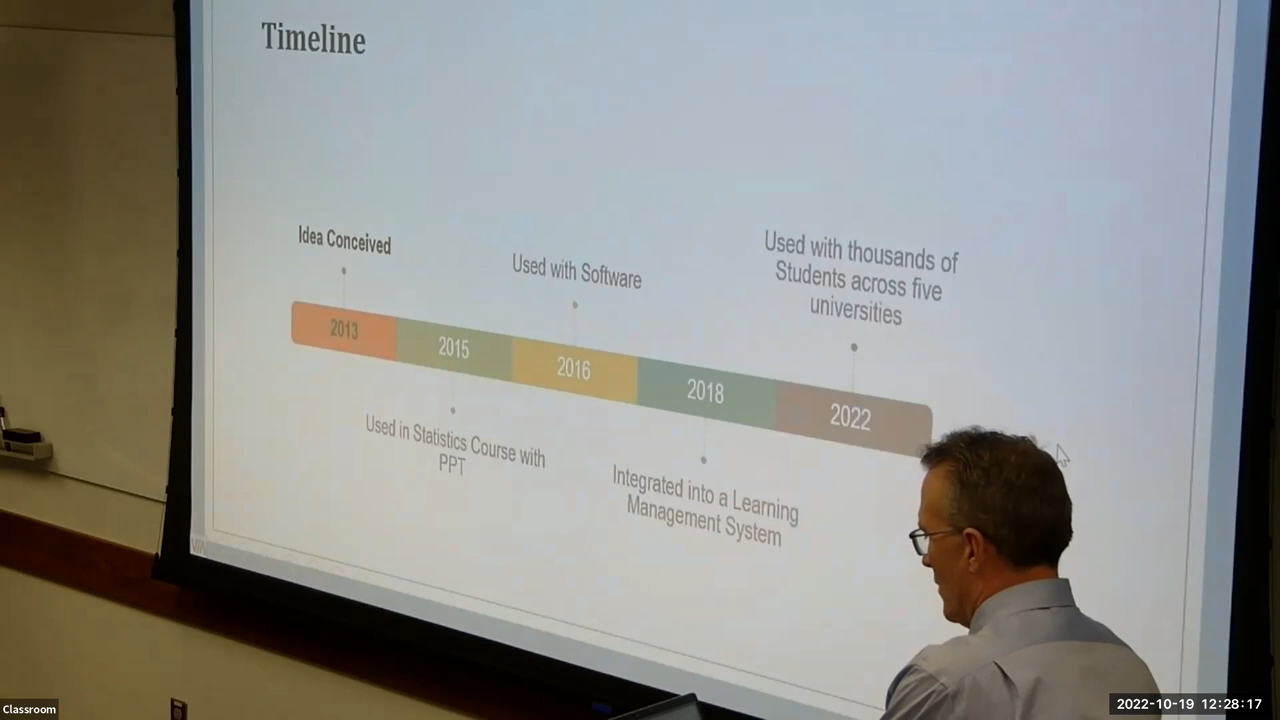 Timeline
Idea Conceived
Used with Software
Used with thousands of
Students across five
universities
2013
2015
2016
2018
2022
Used in Statistics Course with
PPT
Integrated into a Learning
Management System
Classroom
2022-10-19 12:28:17